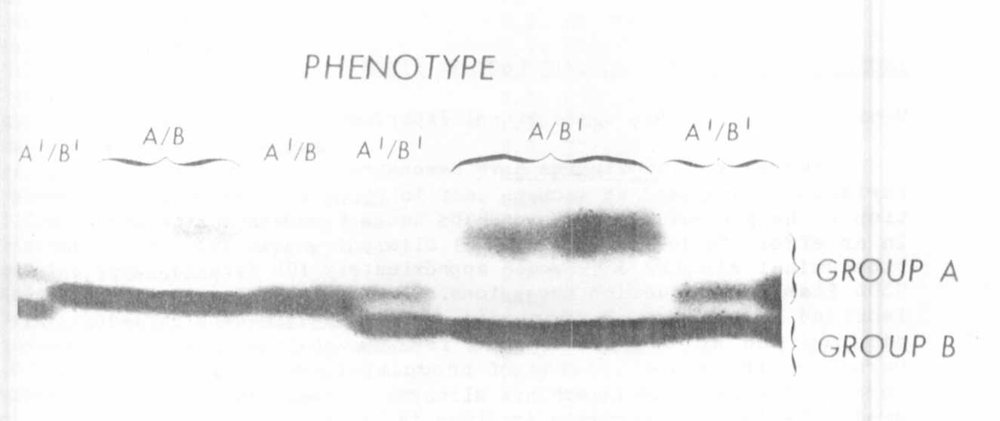 PHENOTYPE
A'/B' A/B A'/B A'/B' A/B' A'/B'
GROUP A
GROUP B